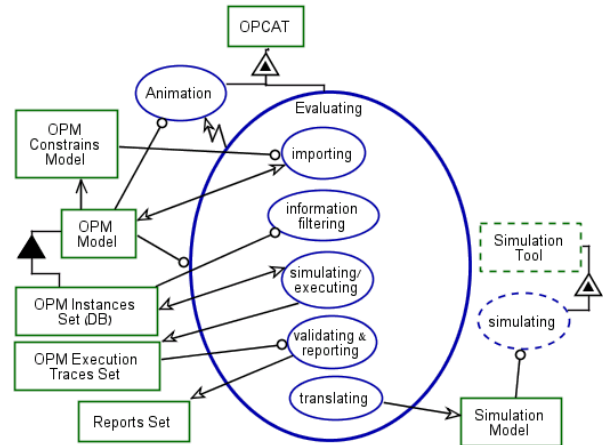 OPCAT
Animation
Evaluating
OPM
Constrains
Model
importing
OPM
Model
information
filtering
Simulation
Tool
OPM Instances
Set (DB)
simulating/
executing
simulating
OPM Execution
Traces Set
validating &
reporting
translating
Reports Set
Simulation
Model